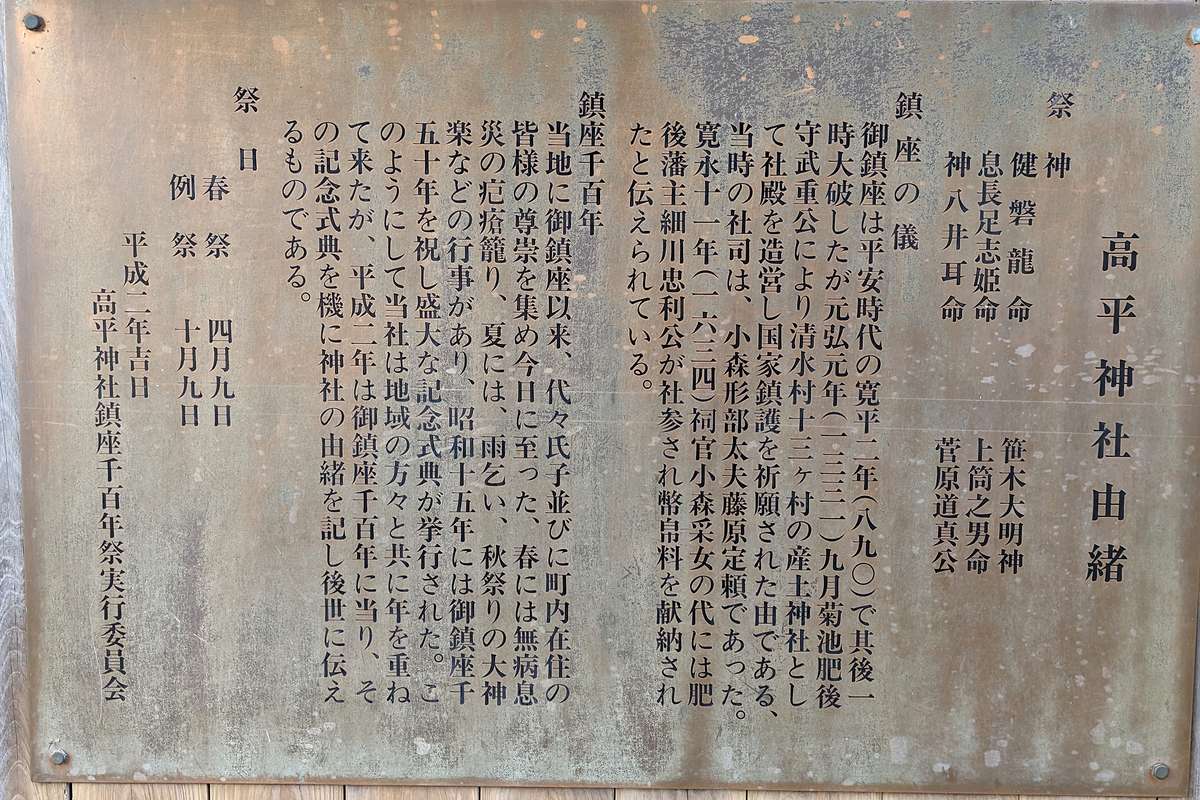 高平神社由緒
祭神
健磐龍命　笹木大明神
息長足志姫命　上筒之男命
神八井耳命　菅原道真公
鎮座の儀
御鎮座は平安時代の寛平二年(八九〇)で其後一
時大破したが元弘元年(一三三一)九月菊池肥後
守武重公により清水村十三ヶ村の産土神社とし
て社殿を造営し国家鎮護を祈願された由である、
当時の社司は、小森形部太夫藤原定頼であった。
寛永十一年(一六三四)祠官小森采女の代には肥
後藩主細川忠利公が社参され幣帛料を献納され
たと伝えられている。
鎮座千百年
当地に御鎮座以来、代々氏子並びに町内在住の
皆様の尊崇を集め今日に至った、春には無病息
災の疱瘡籠り、夏には、雨乞い、秋祭りの大神
楽などの行事があり、昭和十五年には御鎮座千
五十年を祝し盛大な記念式典が挙行された。こ
のようにして当社は地域の方々と共に年を重ね
て来たが、平成二年は御鎮座千百年に当り、そ
の記念式典を機に神社の由緒を記し後世に伝え
るものである。
祭日
春祭　四月九日
例祭　十月九日
平成二年吉日
高平神社鎮座千百年祭実行委員会